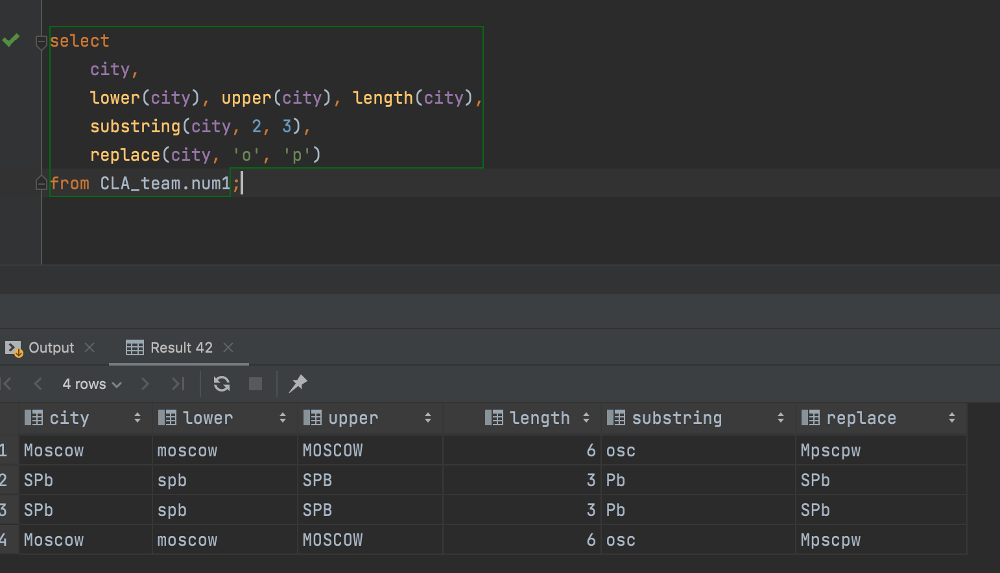 select
city,
lower(city), upper(city), length(city),
substring(city, 2, 3),
replace(city, 'o', 'p')
from CLA_team.num1;
Output
Result 42
4 rows
city lower upper length substring replace
1 Moscow moscow MOSCOW 6 osc Mpscpw
2 SPb spb SPB 3 Pb SPb
3 SPb spb SPB 3 Pb SPb
4 Moscow moscow MOSCOW 6 osc Mpscpw